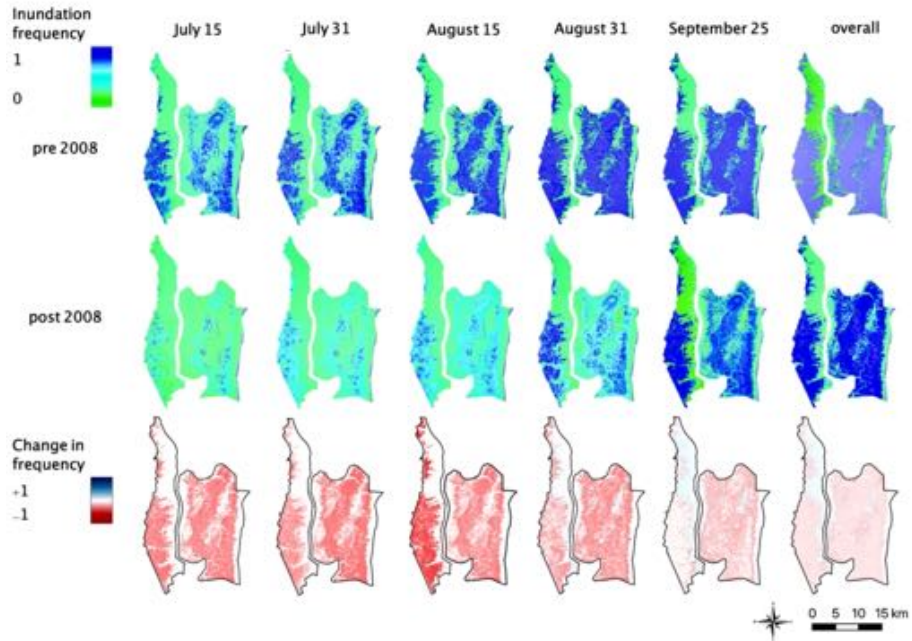 Inundation
frequency
1
0
July 15
July 31
August 15
August 31
September 25
overall
pre 2008
post 2008
Change in
frequency
+1
−1
0 5 10 15 km